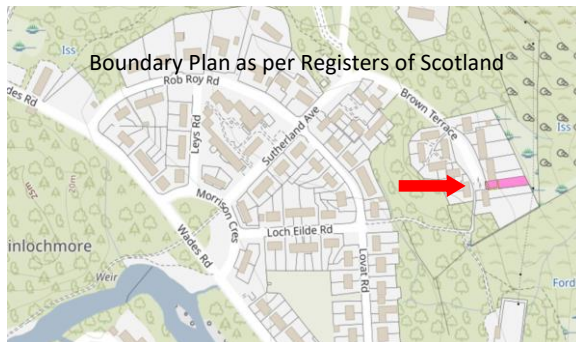 Iss
Boundary Plan as per Registers of Scotland
Rob Roy Rd
des Rd
Leys Rd
Sutherland Ave
Brown Terrace
Iss
25m
20m
Morrison Cres
Loch Eilde Rd
inlochmore
Wades Rd
Weir
Lovat Rd
Ford